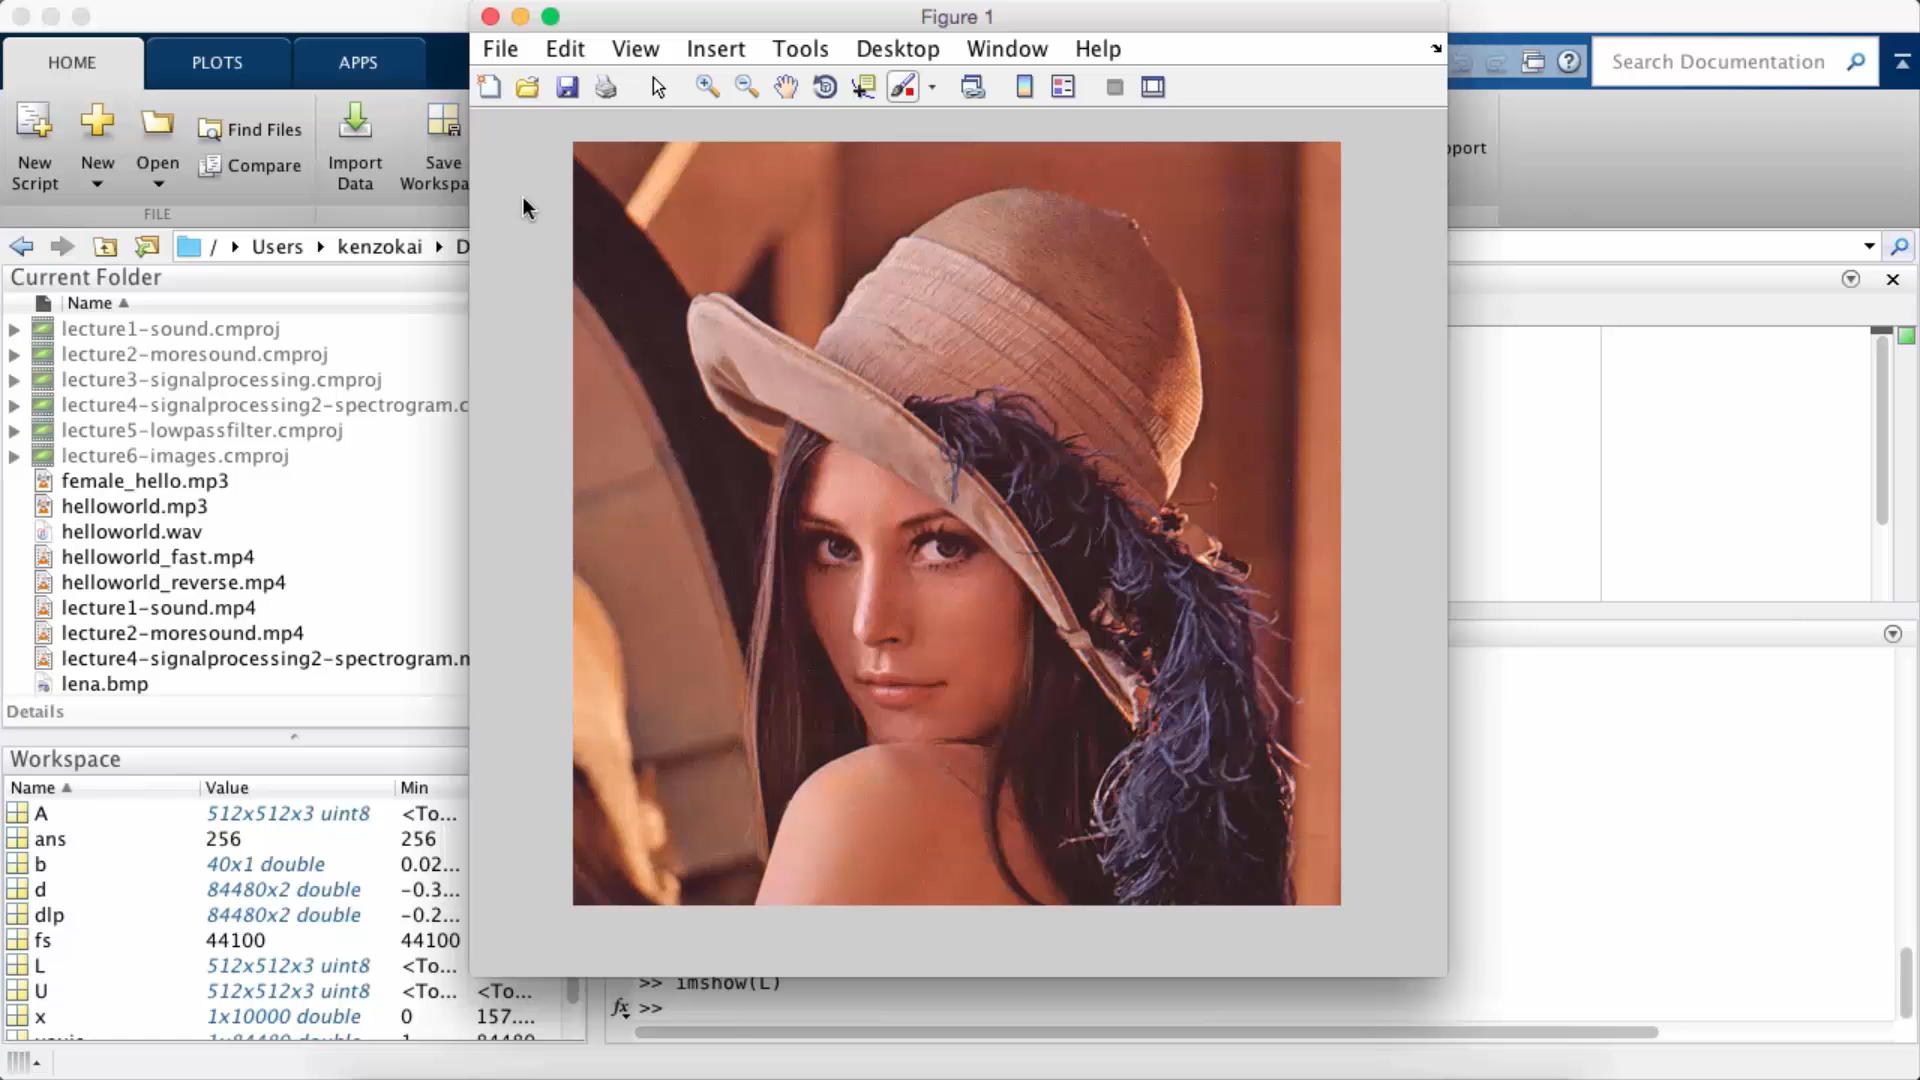 Figure 1
File Edit View Insert Tools Desktop Window Help
HOME PLOTS APPS
Search Documentation
New Script
New
Open
Find Files
Compare
Import Data
Save
FILE
/ Users kenzokai D
Current Folder
Name
lecture1-sound.cmproj
lecture2-moresound.cmproj
lecture3-signalprocessing.cmproj
lecture4-signalprocessing2-spectrogram.c
lecture5-lowpassfilter.cmproj
lecture6-images.cmproj
female_hello.mp3
helloworld.mp3
helloworld.wav
helloworld_fast.mp4
helloworld_reverse.mp4
lecture1-sound.mp4
lecture2-moresound.mp4
lecture4-signalprocessing2-spectrogram.m
lena.bmp
Details
Workspace
Name Value Min
A 512x512x3 uint8 <To...
ans 256 256
b 40x1 double 0.02...
d 84480x2 double -0.3...
dlp 84480x2 double -0.2...
fs 44100 44100
L 512x512x3 uint8 <To...
U 512x512x3 uint8 <To... <To...
x 1x10000 double 0 157....
>> imshow(L)
fx >>